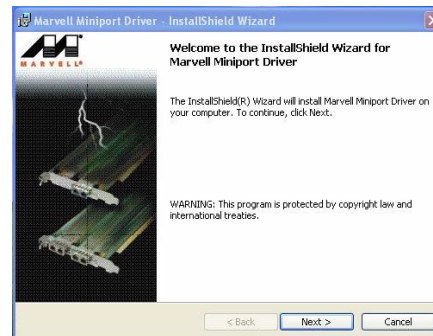 Marvell Miniport Driver - InstallShield Wizard
MARVELL®
Welcome to the InstallShield Wizard for
Marvell Miniport Driver
The InstallShield(R) Wizard will install Marvell Miniport Driver on
your computer. To continue, click Next.
WARNING: This program is protected by copyright law and
international treaties.
< Back
Next >
Cancel